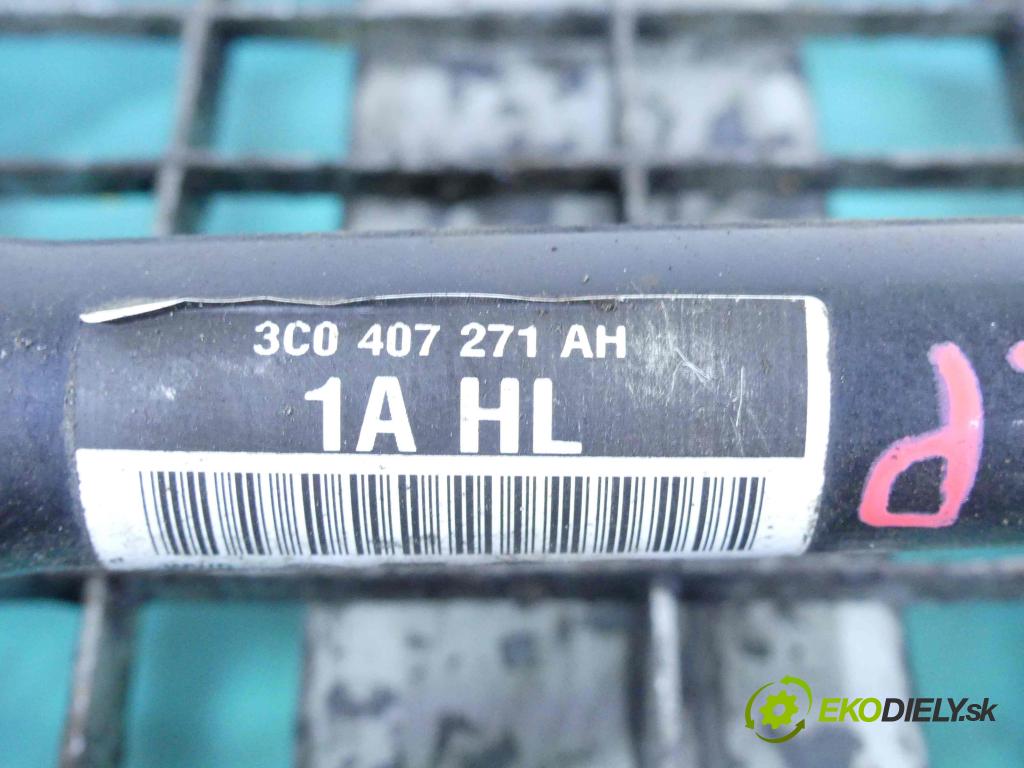 3C0 407 271 AH
1A HL
EKODIELY.sk